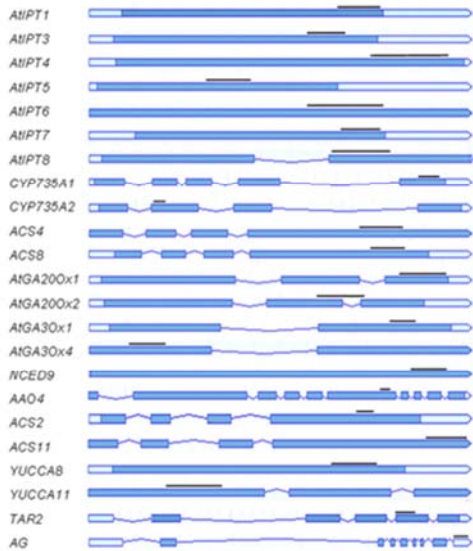 AtIPT1
AtIPT3
AtIPT4
AtIPT5
AtIPT6
AtIPT7
AtIPT8
CYP735A1
CYP735A2
ACS4
ACS8
AtGA20Ox1
AtGA20Ox2
AtGA3Ox1
AtGA3Ox4
NCED9
AAO4
ACS2
ACS11
YUCCA8
YUCCA11
TAR2
AG